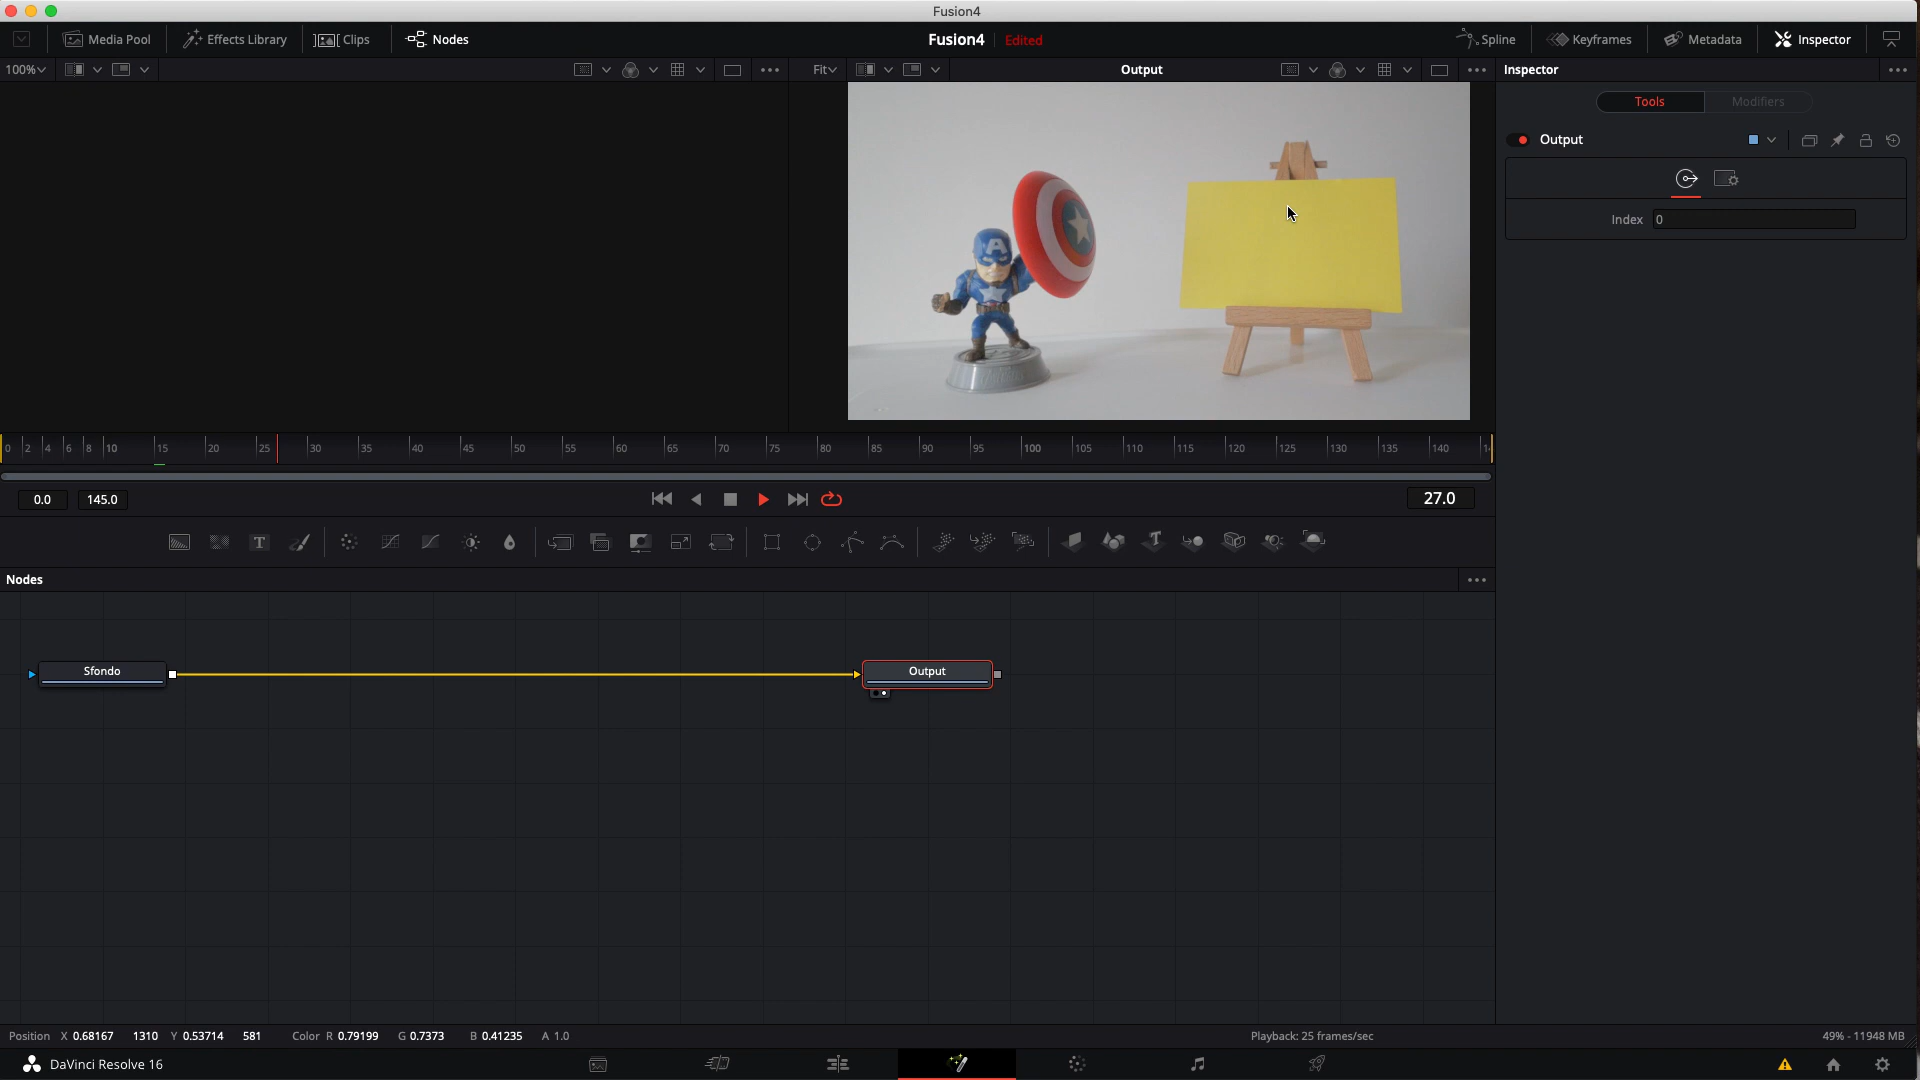 Fusion4
Media Pool
Effects Library
Clips
Nodes
Fusion4
Edited
Spline
Keyframes
Metadata
Inspector
100%
Fit
Output
Inspector
Tools
Modifiers
Output
Index 0
A
0 2 4 6 8 10 15 20 25 30 35 40 45 50 55 60 65 70 75 80 85 90 95 100 105 110 115 120 125 130 135 140
0.0
145.0
27.0
T
T
Nodes
Sfondo
Output
Position X 0.68167 1310 Y 0.53714 581 Color R 0.79199 G 0.7373 B 0.41235 A 1.0
Playback: 25 frames/sec
49% - 11948 MB
DaVinci Resolve 16